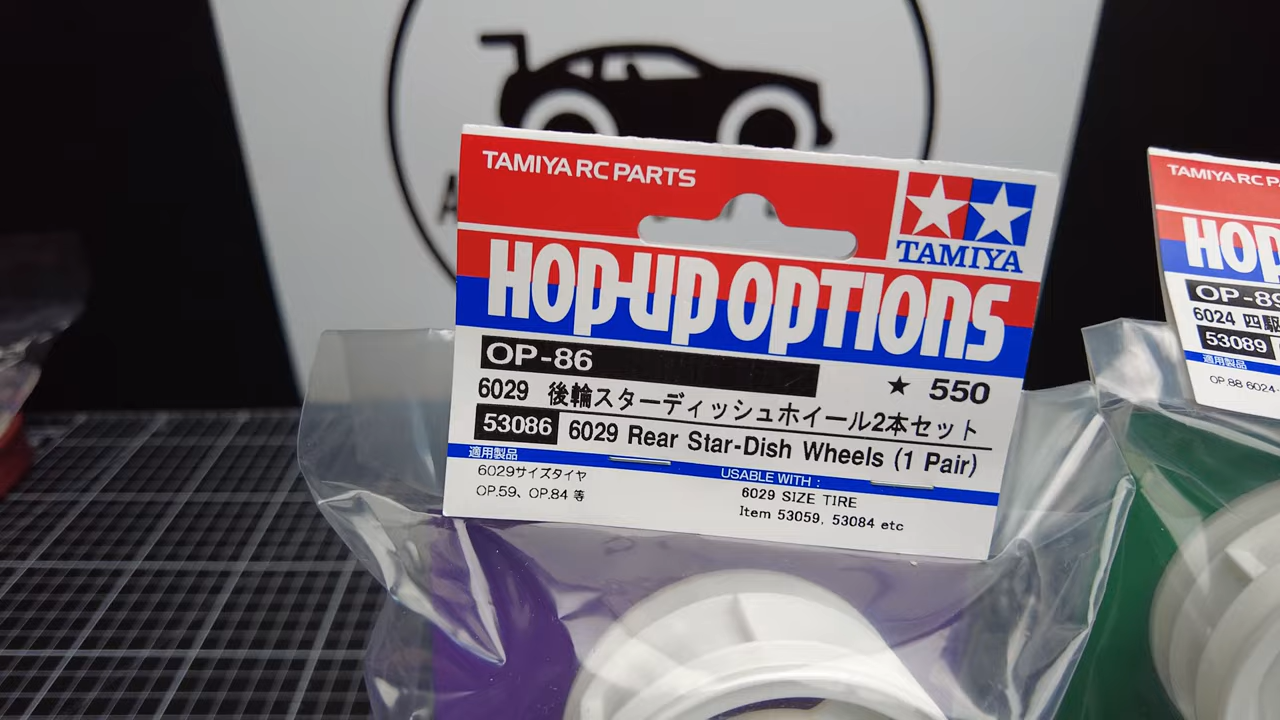 TAMIYA RC PARTS
TAMIYA
HOP-UP OPTIONS
OP-86
★ 550
6029 後輪スターディッシュホイール2本セット
53086 6029 Rear Star-Dish Wheels (1 Pair)
適用製品
USABLE WITH :
6029サイズタイヤ
OP.59、OP.84 等
6029 SIZE TIRE
Item 53059, 53084 etc
TAMIYA RC P
HOP
OP-89
6024 四駆
53089
適用製品
OP.88 6024